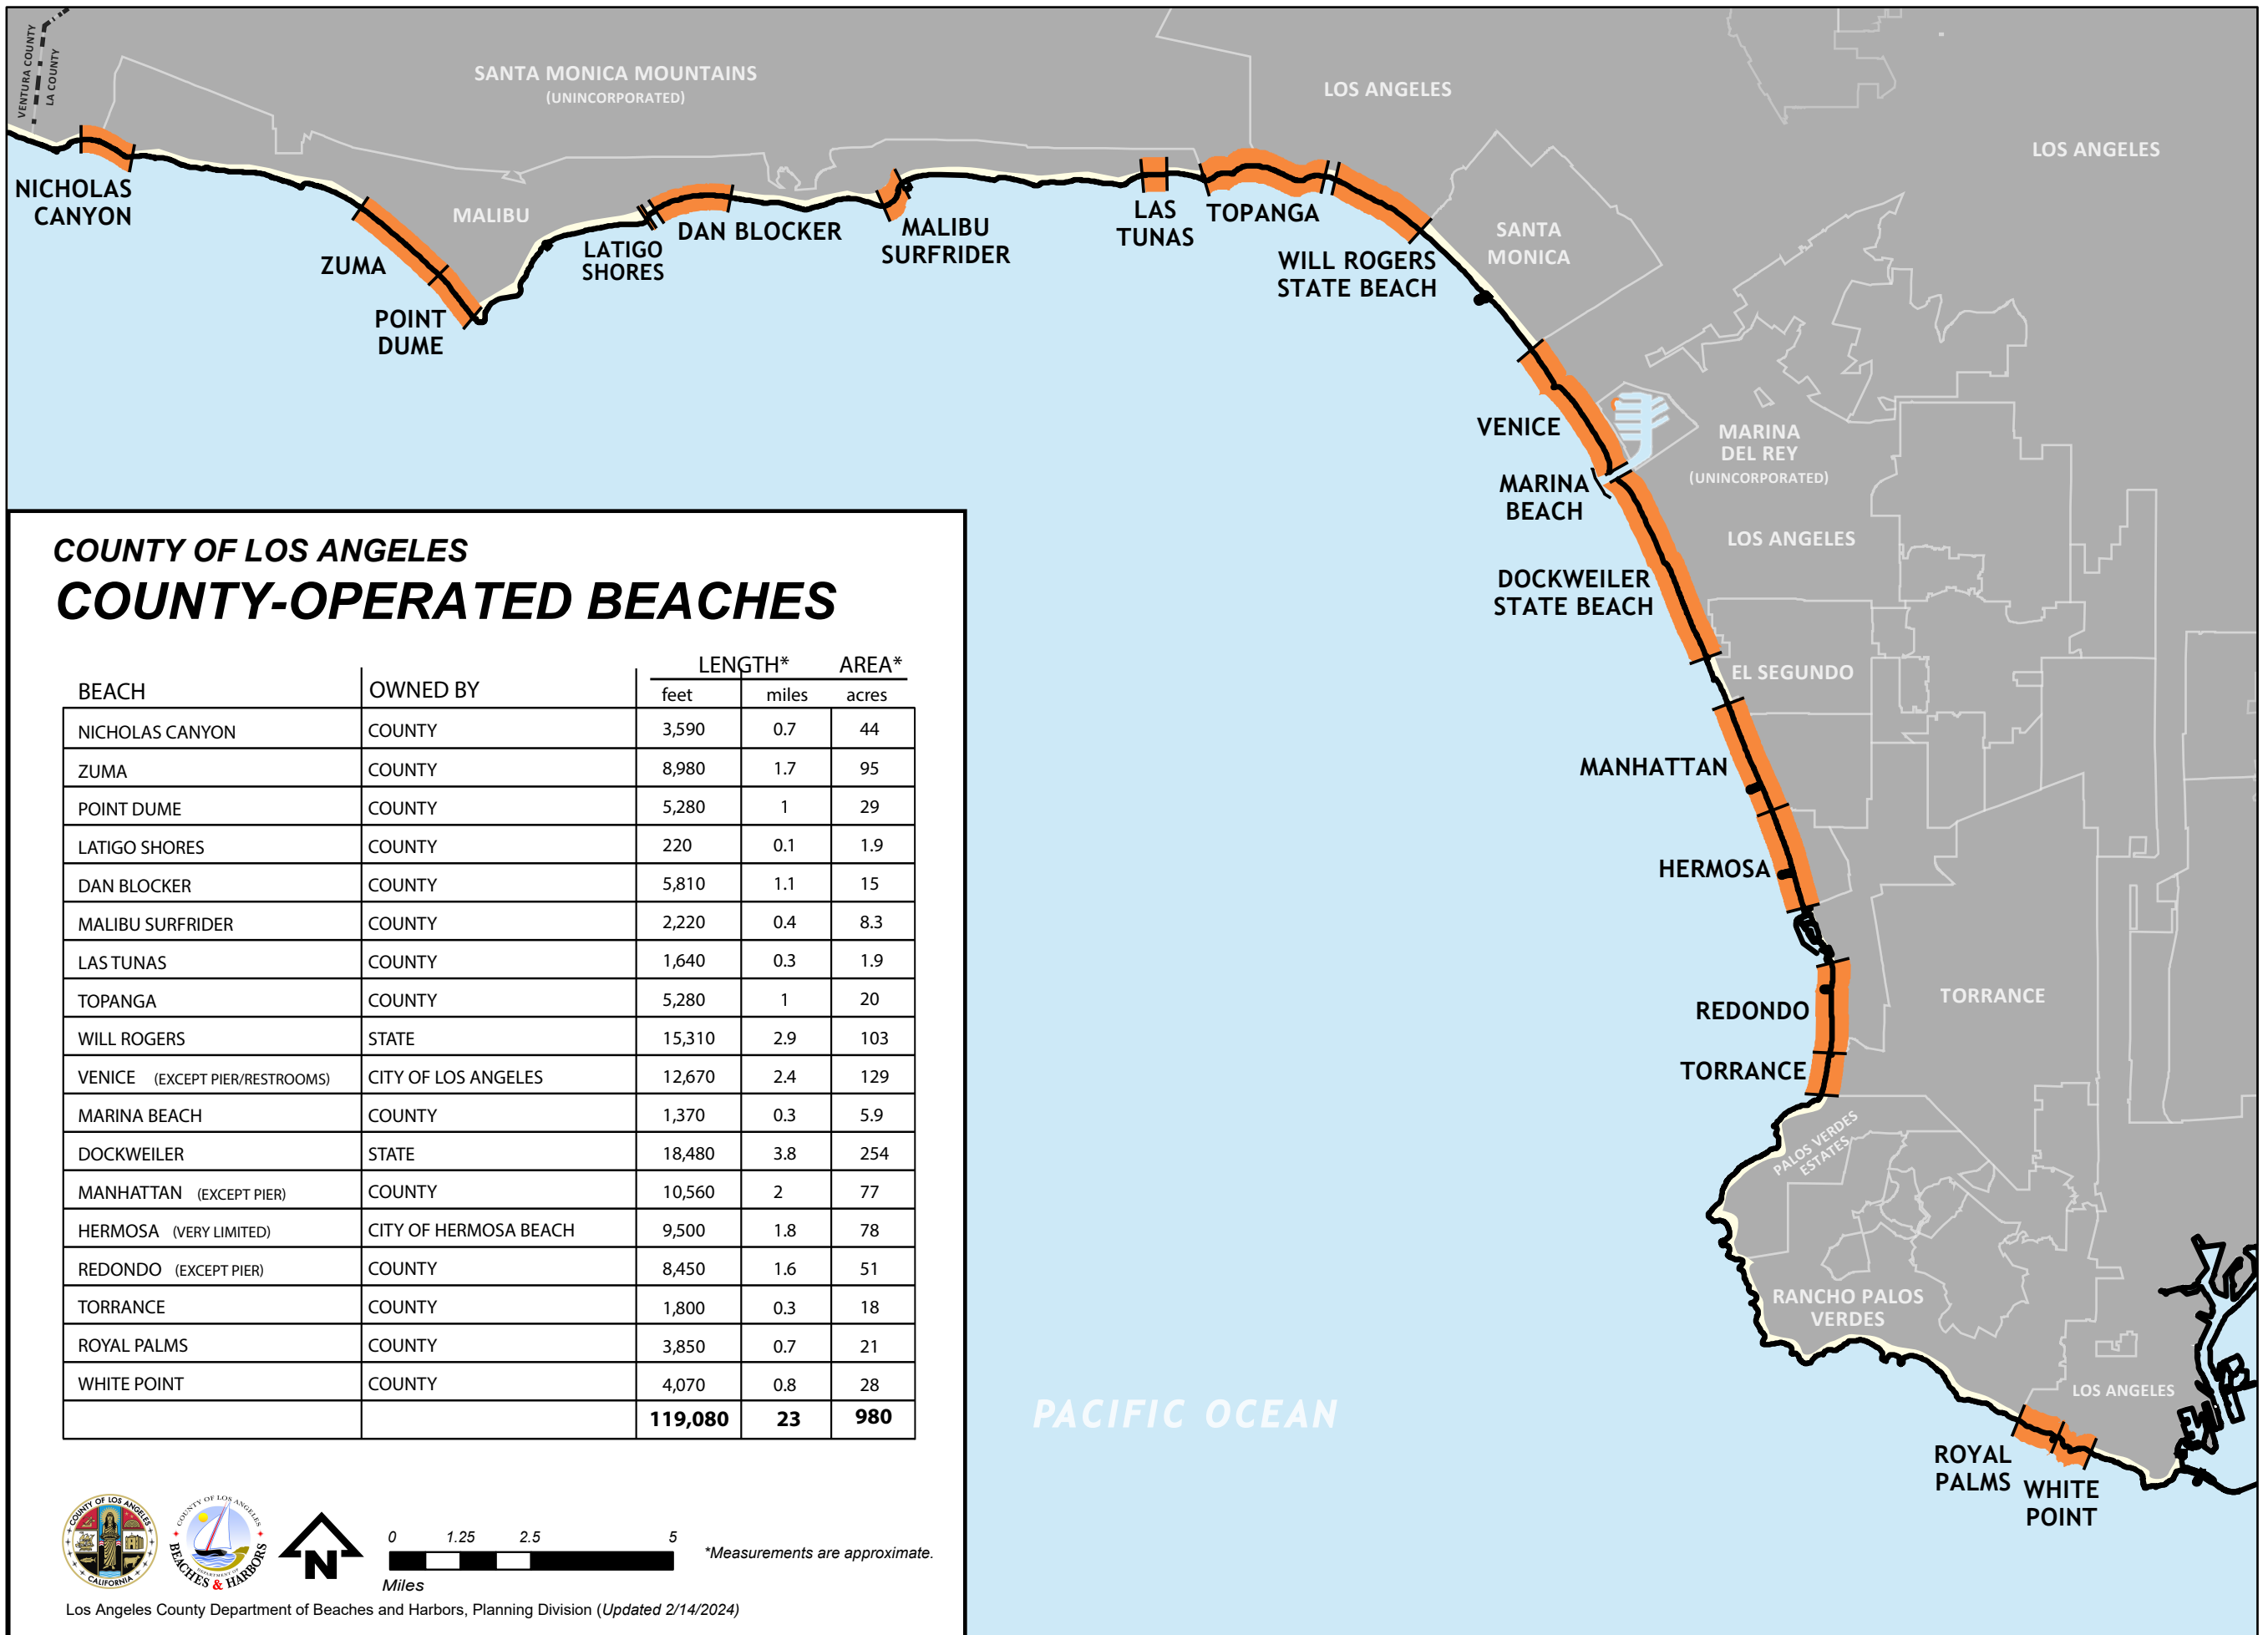 VENTURA COUNTY
LA COUNTY
SANTA MONICA MOUNTAINS
(UNINCORPORATED)
LOS ANGELES
LOS ANGELES
NICHOLAS
CANYON
MALIBU
ZUMA
POINT
DUME
LATIGO
SHORES
DAN BLOCKER
MALIBU
SURFRIDER
LAS
TUNAS
TOPANGA
WILL ROGERS
STATE BEACH
SANTA
MONICA
VENICE
MARINA
DEL REY
(UNINCORPORATED)
MARINA
BEACH
LOS ANGELES
DOCKWEILER
STATE BEACH
EL SEGUNDO
MANHATTAN
HERMOSA
REDONDO
TORRANCE
TORRANCE
PALOS VERDES
ESTATES
RANCHO PALOS
VERDES
LOS ANGELES
ROYAL
PALMS
WHITE
POINT
PACIFIC OCEAN
COUNTY OF LOS ANGELES
COUNTY-OPERATED BEACHES
LENGTH* AREA*
BEACH OWNED BY feet miles acres
NICHOLAS CANYON COUNTY 3,590 0.7 44
ZUMA COUNTY 8,980 1.7 95
POINT DUME COUNTY 5,280 1 29
LATIGO SHORES COUNTY 220 0.1 1.9
DAN BLOCKER COUNTY 5,810 1.1 15
MALIBU SURFRIDER COUNTY 2,220 0.4 8.3
LAS TUNAS COUNTY 1,640 0.3 1.9
TOPANGA COUNTY 5,280 1 20
WILL ROGERS STATE 15,310 2.9 103
VENICE (EXCEPT PIER/RESTROOMS) CITY OF LOS ANGELES 12,670 2.4 129
MARINA BEACH COUNTY 1,370 0.3 5.9
DOCKWEILER STATE 18,480 3.8 254
MANHATTAN (EXCEPT PIER) COUNTY 10,560 2 77
HERMOSA (VERY LIMITED) CITY OF HERMOSA BEACH 9,500 1.8 78
REDONDO (EXCEPT PIER) COUNTY 8,450 1.6 51
TORRANCE COUNTY 1,800 0.3 18
ROYAL PALMS COUNTY 3,850 0.7 21
WHITE POINT COUNTY 4,070 0.8 28
119,080 23 980
COUNTY OF LOS ANGELES
CALIFORNIA
COUNTY OF LOS ANGELES
DEPARTMENT OF
BEACHES & HARBORS
N
0 1.25 2.5 5
Miles
*Measurements are approximate.
Los Angeles County Department of Beaches and Harbors, Planning Division (Updated 2/14/2024)